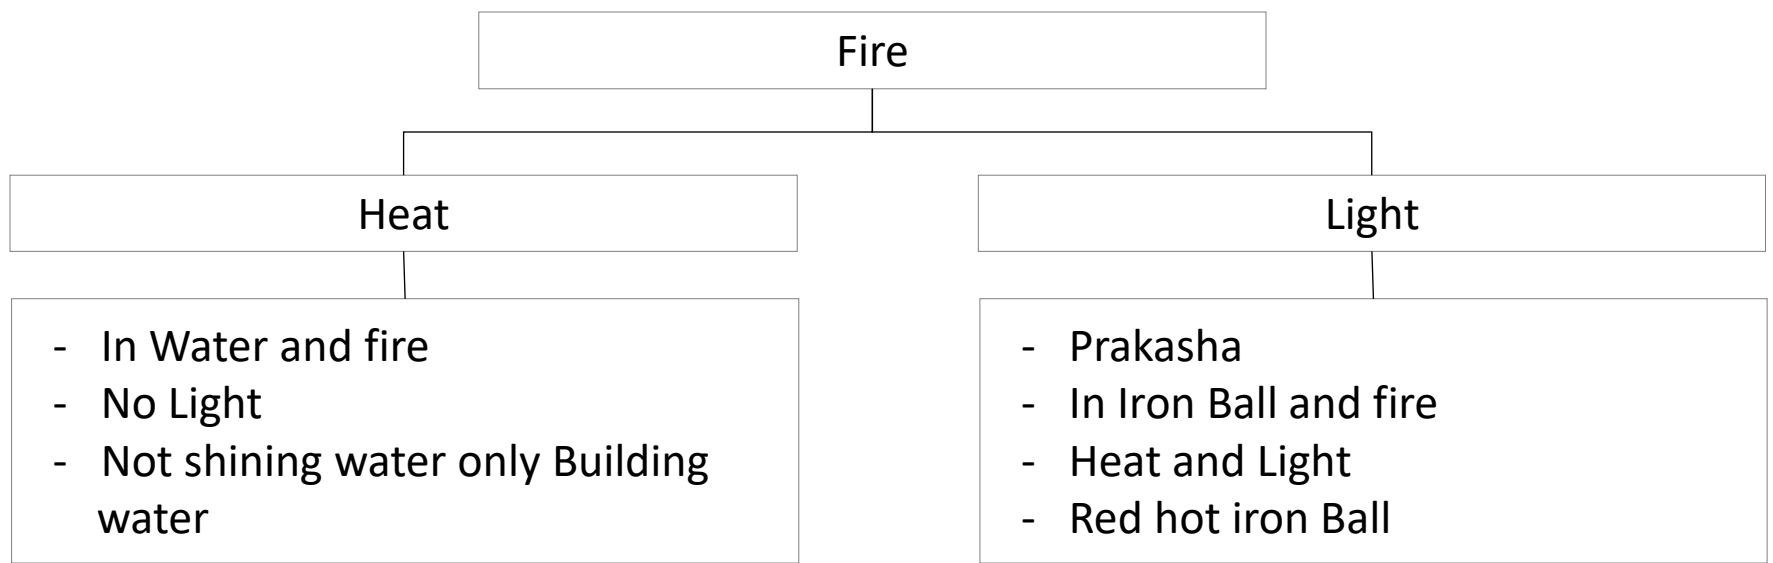 Fire
Heat
Light
- In Water and fire
- No Light
- Not shining water only Building
water
- Prakasha
- In Iron Ball and fire
- Heat and Light
- Red hot iron Ball